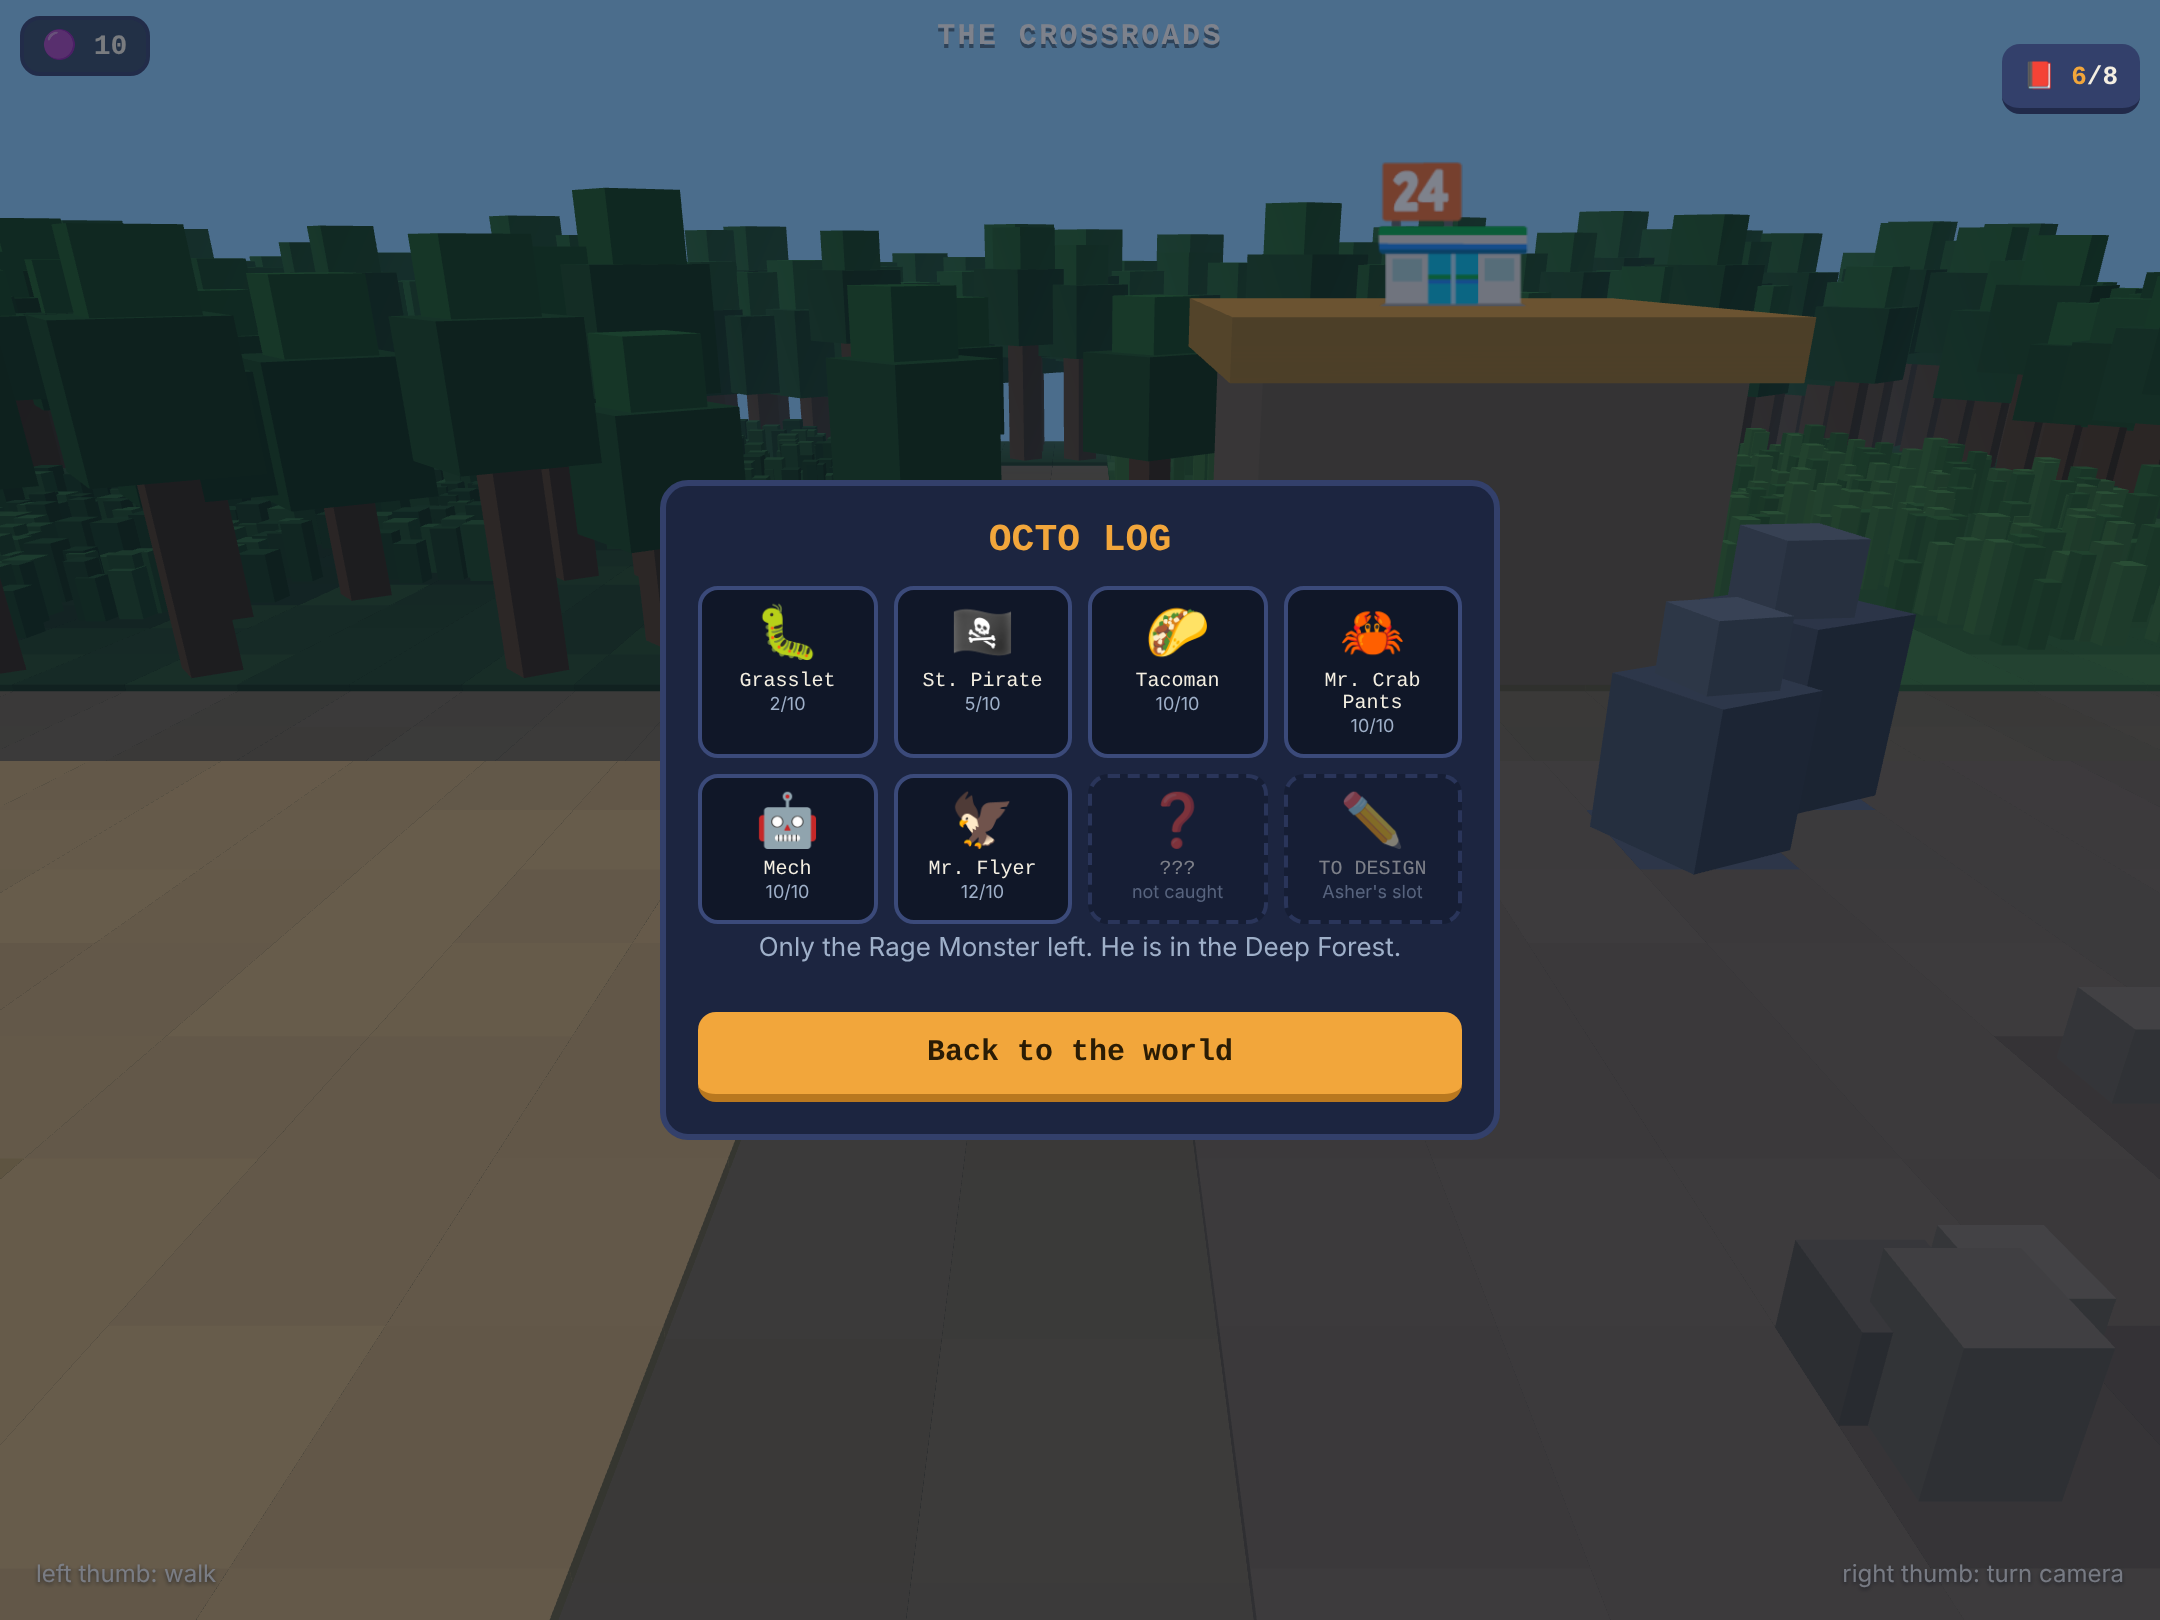 THE CROSSROADS
10
6/8
24
OCTO LOG
Grasslet
2/10
St. Pirate
5/10
Tacoman
10/10
Mr. Crab
Pants
10/10
Mech
10/10
Mr. Flyer
12/10
???
not caught
TO DESIGN
Asher's slot
Only the Rage Monster left. He is in the Deep Forest.
Back to the world
left thumb: walk
right thumb: turn camera